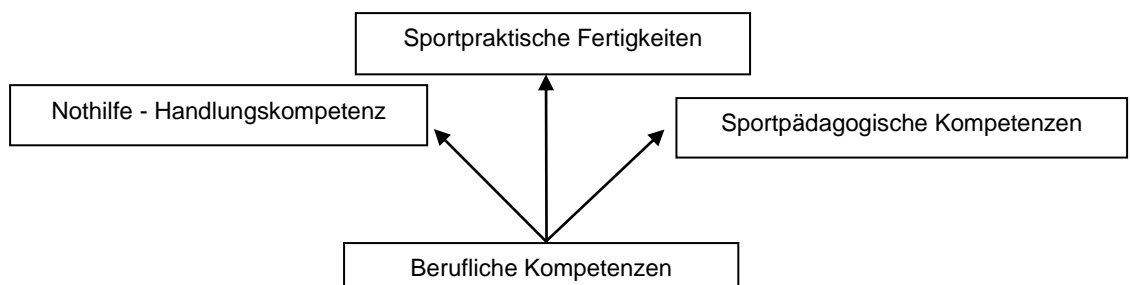 Sportpraktische Fertigkeiten
Nothilfe - Handlungskompetenz
Sportpädagogische Kompetenzen
Berufliche Kompetenzen